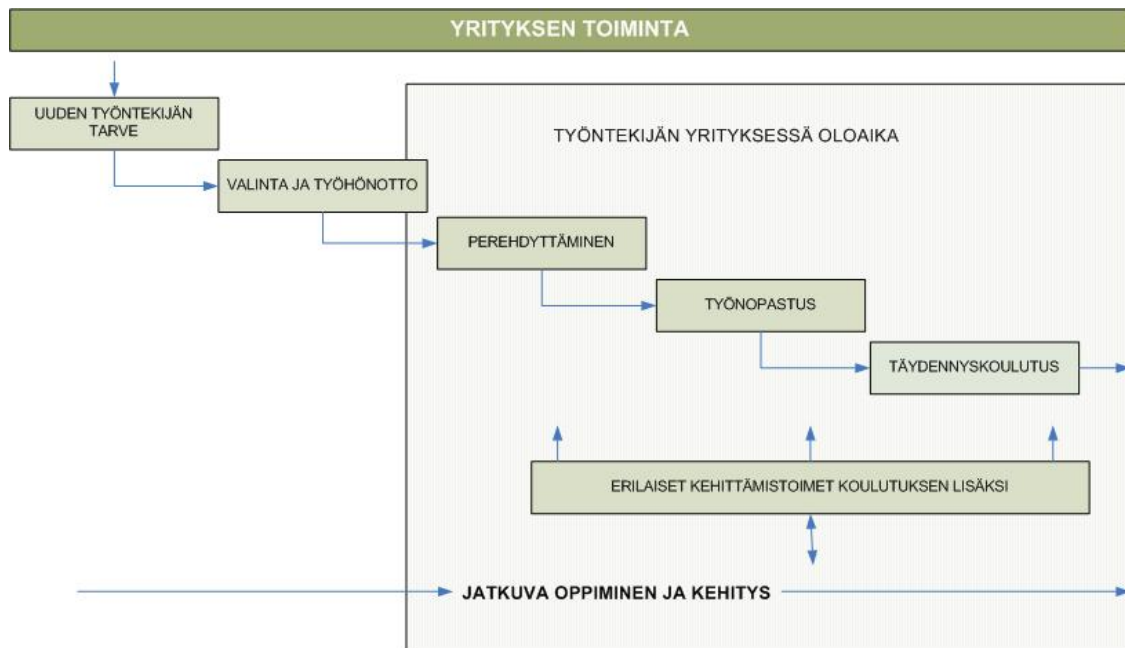 YRITYKSEN TOIMINTA
UUDEN TYÖNTEKIJÄN
TARVE
TYÖNTEKIJÄN YRITYKSESSÄ OLOAIKA
VALINTA JA TYÖHÖNOTTO
PEREHDYTTÄMINEN
TYÖNOPASTUS
TÄYDENNYSKOULUTUS
ERILAISET KEHITTÄMISTOIMET KOULUTUKSEN LISÄKSI
JATKUVA OPPIMINEN JA KEHITYS